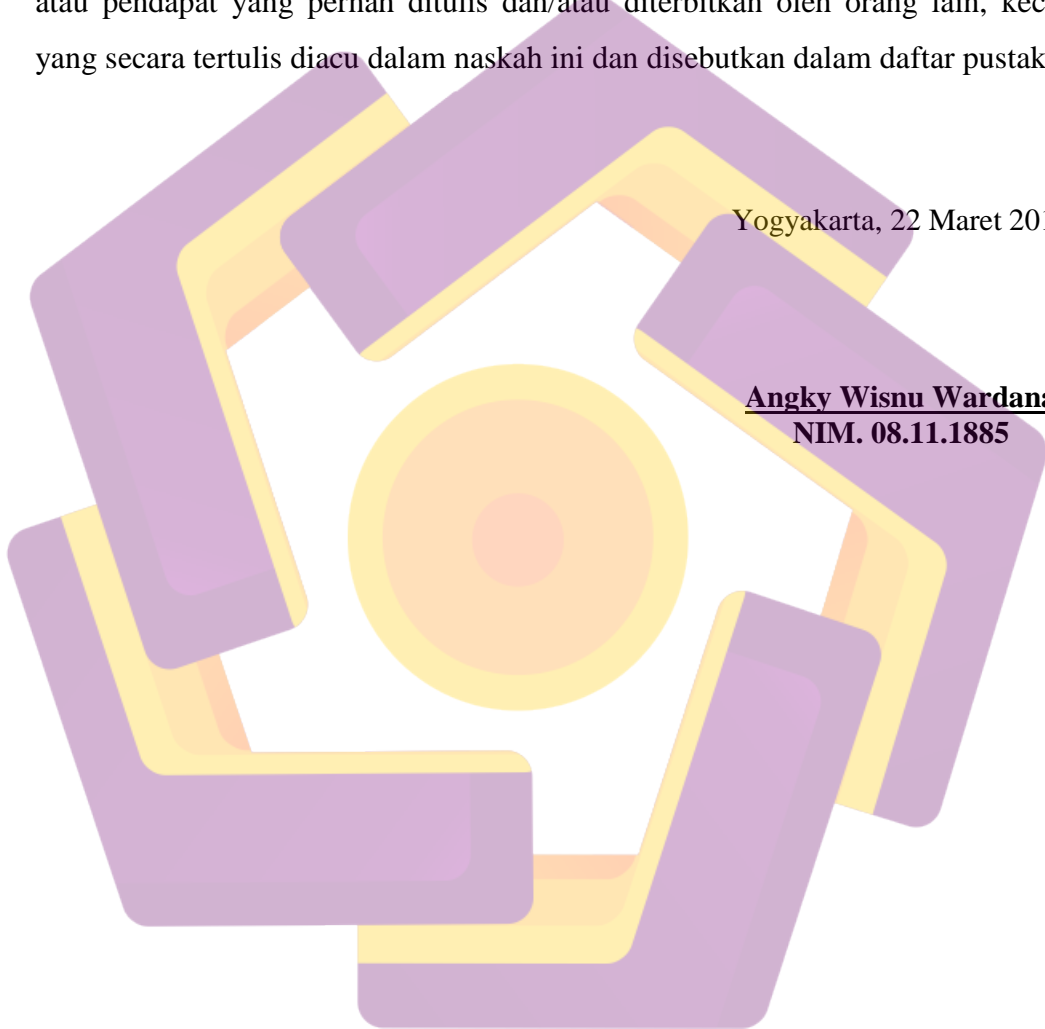 atau pendapat yang pernah ditulis dan/atau diterbitkan oleh orang lain, kec
yang secara tertulis diacu dalam naskah ini dan disebutkan dalam daftar pustak
Yogyakarta, 22 Maret 201
Angky Wisnu Wardana
NIM. 08.11.1885